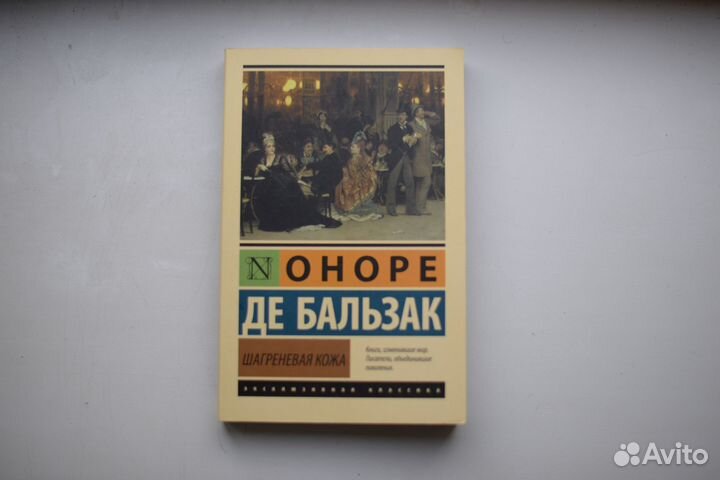 N ОНОРЕ
ДЕ БАЛЬЗАК
ШАГРЕНЕВАЯ КОЖА
Книги, изменившие мир.
Писатели, объединившие
поколения.
ЭКСКЛЮЗИВНАЯ КЛАССИКА
Avito